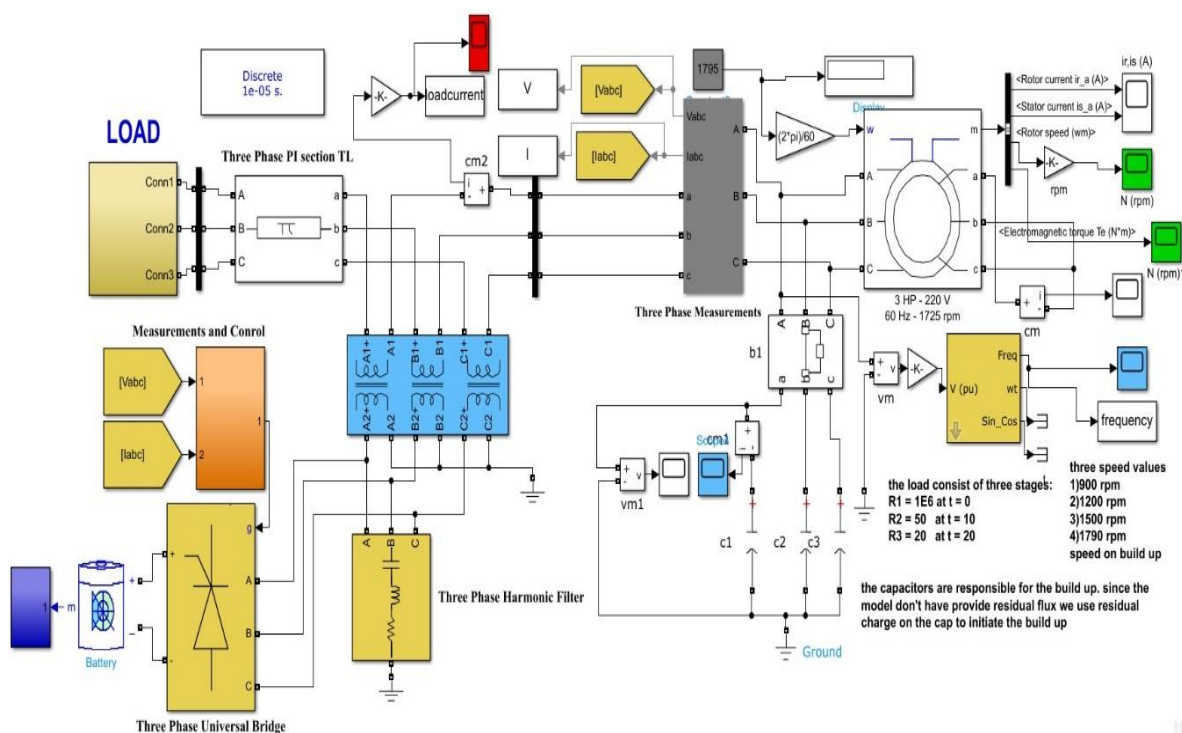 Discrete
1e-05 s.
-K-
loadcurrent
V
I
[Vabc]
[Iabc]
1795
Vabc
Iabc
A
B
C
a
b
c
Display
(2*pi)/60
w
m
A
B
C
a
b
c
3 HP - 220 V
60 Hz - 1725 rpm
ir,is (A)
<Rotor current ir_a (A)>
<Stator current is_a (A)>
<Rotor speed (wm)>
-K-
rpm
N (rpm)
<Electromagnetic torque Te (N*m)>
N (rpm)1
i
+
-
cm
LOAD
Conn1
Conn2
Conn3
Three Phase PI section TL
A
B
C
a
b
c
cm2
i
-
+
Three Phase Measurements
A1+
A1
B1+
B1
C1+
C1
A2+
A2
B2+
B2
C2+
C2
Measurements and Conrol
[Vabc]
[Iabc]
1
2
1
A
B
C
b1
a
b
c
+
-
v
vm
-K-
V (pu)
Freq
wt
Sin_Cos
frequency
cm1
+
-
v
vm1
c1
c2
c3
Ground
the load consist of three stages:
R1 = 1E6 at t = 0
R2 = 50 at t = 10
R3 = 20 at t = 20
three speed values
1)900 rpm
2)1200 rpm
3)1500 rpm
4)1790 rpm
speed on build up
the capacitors are responsible for the build up. since the
model don't have provide residual flux we use residual
charge on the cap to initiate the build up
g
+
-
A
B
C
Three Phase Universal Bridge
1
m
+
-
Battery
A
B
C
Three Phase Harmonic Filter